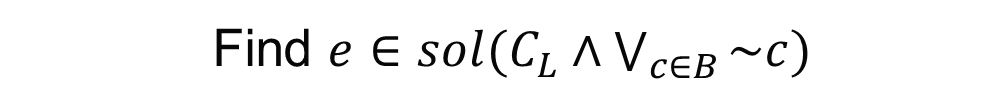 Find e ∈ sol(C_L ∧ ⋁_{c∈B} ~c)